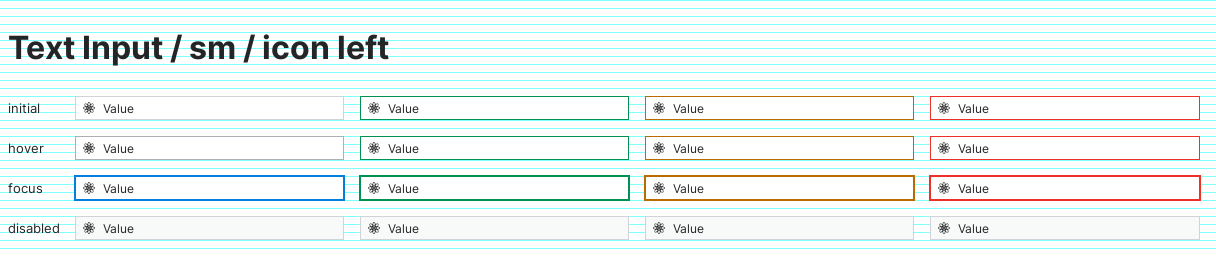 Text Input / sm / icon left
initial Value Value Value Value
hover Value Value Value Value
focus Value Value Value Value
disabled Value Value Value Value